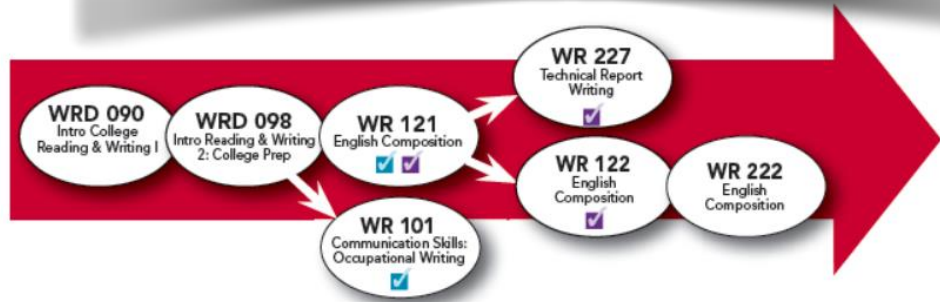 WRD 090
Intro College
Reading & Writing I
WRD 098
Intro Reading & Writing
2: College Prep
WR 121
English Composition
WR 101
Communication Skills:
Occupational Writing
WR 227
Technical Report
Writing
WR 122
English
Composition
WR 222
English
Composition